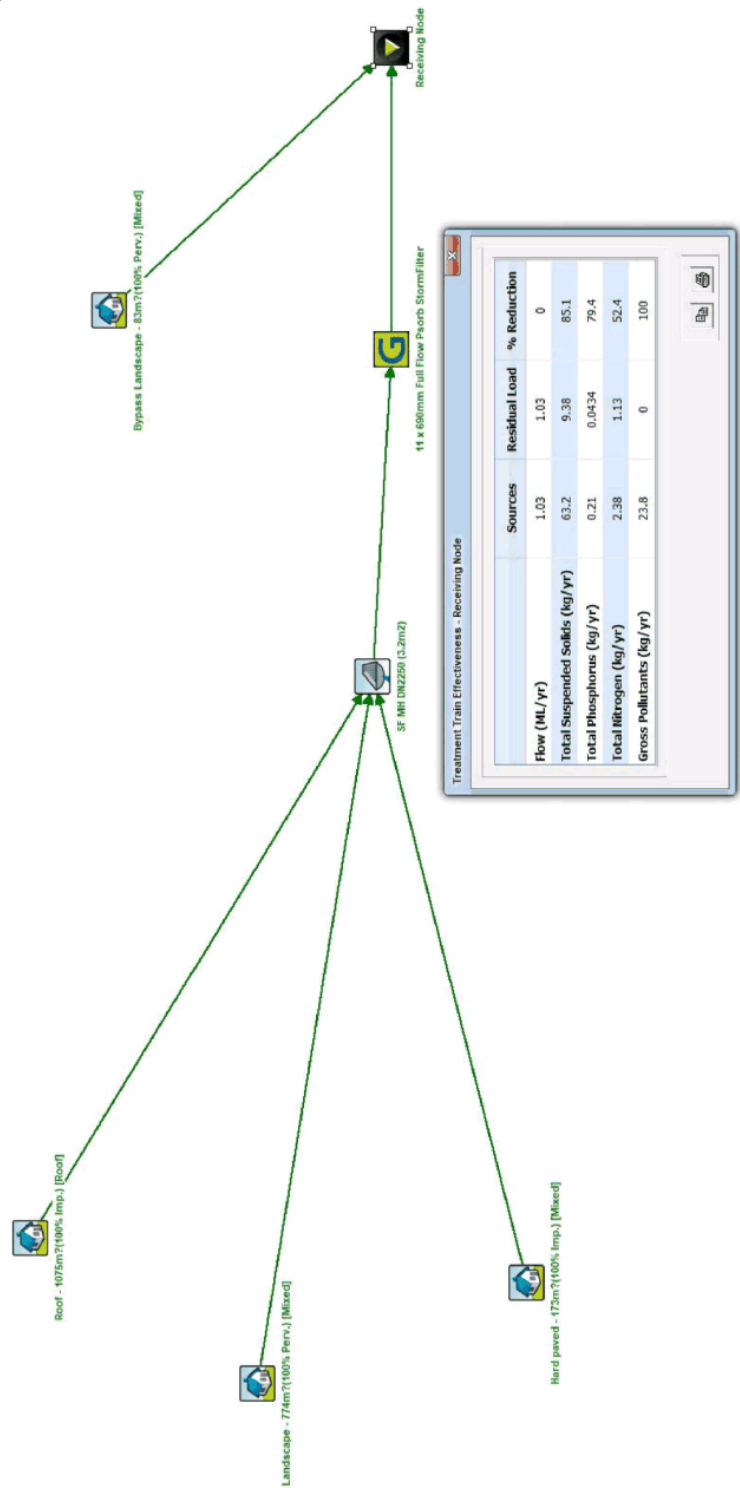 Roof - 1075m?(100% Imp.) [Roof]
Landscape - 774m?(100% Perv.) [Mixed]
Hard paved - 173m?(100% Imp.) [Mixed]
SF MH DN2250 (3.2m2)
Bypass Landscape - 83m?(100% Perv.) [Mixed]
11 x 690mm Full Flow Psorb StormFilter
Receiving Node
Treatment Train Effectiveness - Receiving Node
Sources Residual Load % Reduction
Flow (ML/yr) 1.03 1.03 0
Total Suspended Solids (kg/yr) 63.2 9.38 85.1
Total Phosphorus (kg/yr) 0.21 0.0434 79.4
Total Nitrogen (kg/yr) 2.38 1.13 52.4
Gross Pollutants (kg/yr) 23.8 0 100